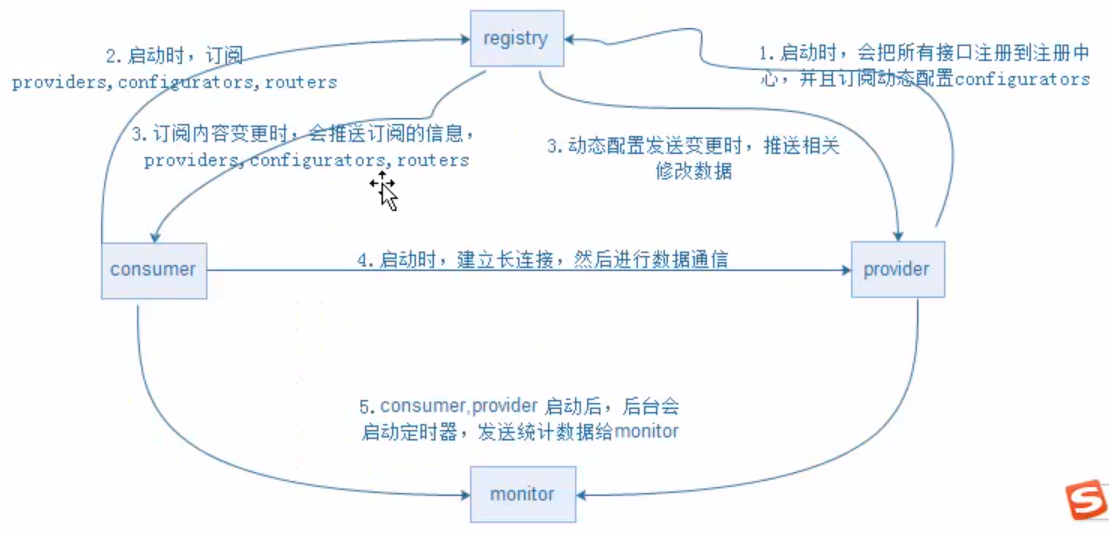 registry
2.启动时，订阅
providers,configurators,routers
1.启动时，会把所有接口注册到注册中
心，并且订阅动态配置configurators
3.订阅内容变更时，会推送订阅的信息，
providers,configurators,routers
3.动态配置发送变更时，推送相关
修改数据
consumer
4.启动时，建立长连接，然后进行数据通信
provider
5.consumer,provider 启动后，后台会
启动定时器，发送统计数据给monitor
monitor
S